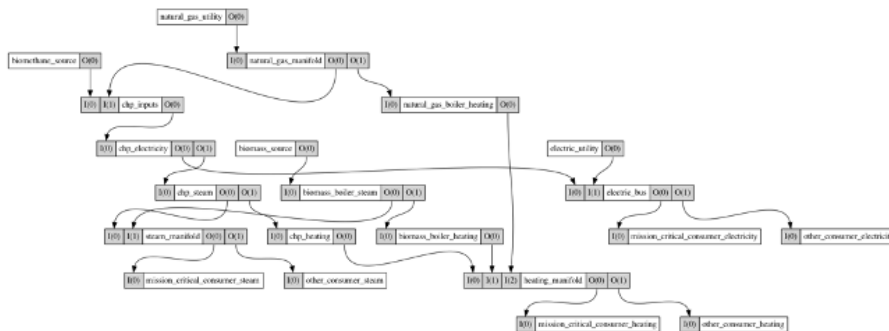 natural_gas_utility O(0)
biomethane_source O(0)
I(0) natural_gas_manifold O(0) O(1)
I(0) I(1) chp_inputs O(0)
I(0) natural_gas_boiler_heating O(0)
I(0) chp_electricity O(0) O(1)
biomass_source O(0)
electric_utility O(0)
I(0) chp_steam O(0) O(1)
I(0) biomass_boiler_steam O(0) O(1)
I(0) I(1) electric_bus O(0) O(1)
I(0) I(1) steam_manifold O(0) O(1)
I(0) chp_heating O(0)
I(0) biomass_boiler_heating O(0)
I(0) mission_critical_consumer_electricity
I(0) other_consumer_electricit
I(0) mission_critical_consumer_steam
I(0) other_consumer_steam
I(0) I(1) I(2) heating_manifold O(0) O(1)
I(0) mission_critical_consumer_heating
I(0) other_consumer_heating